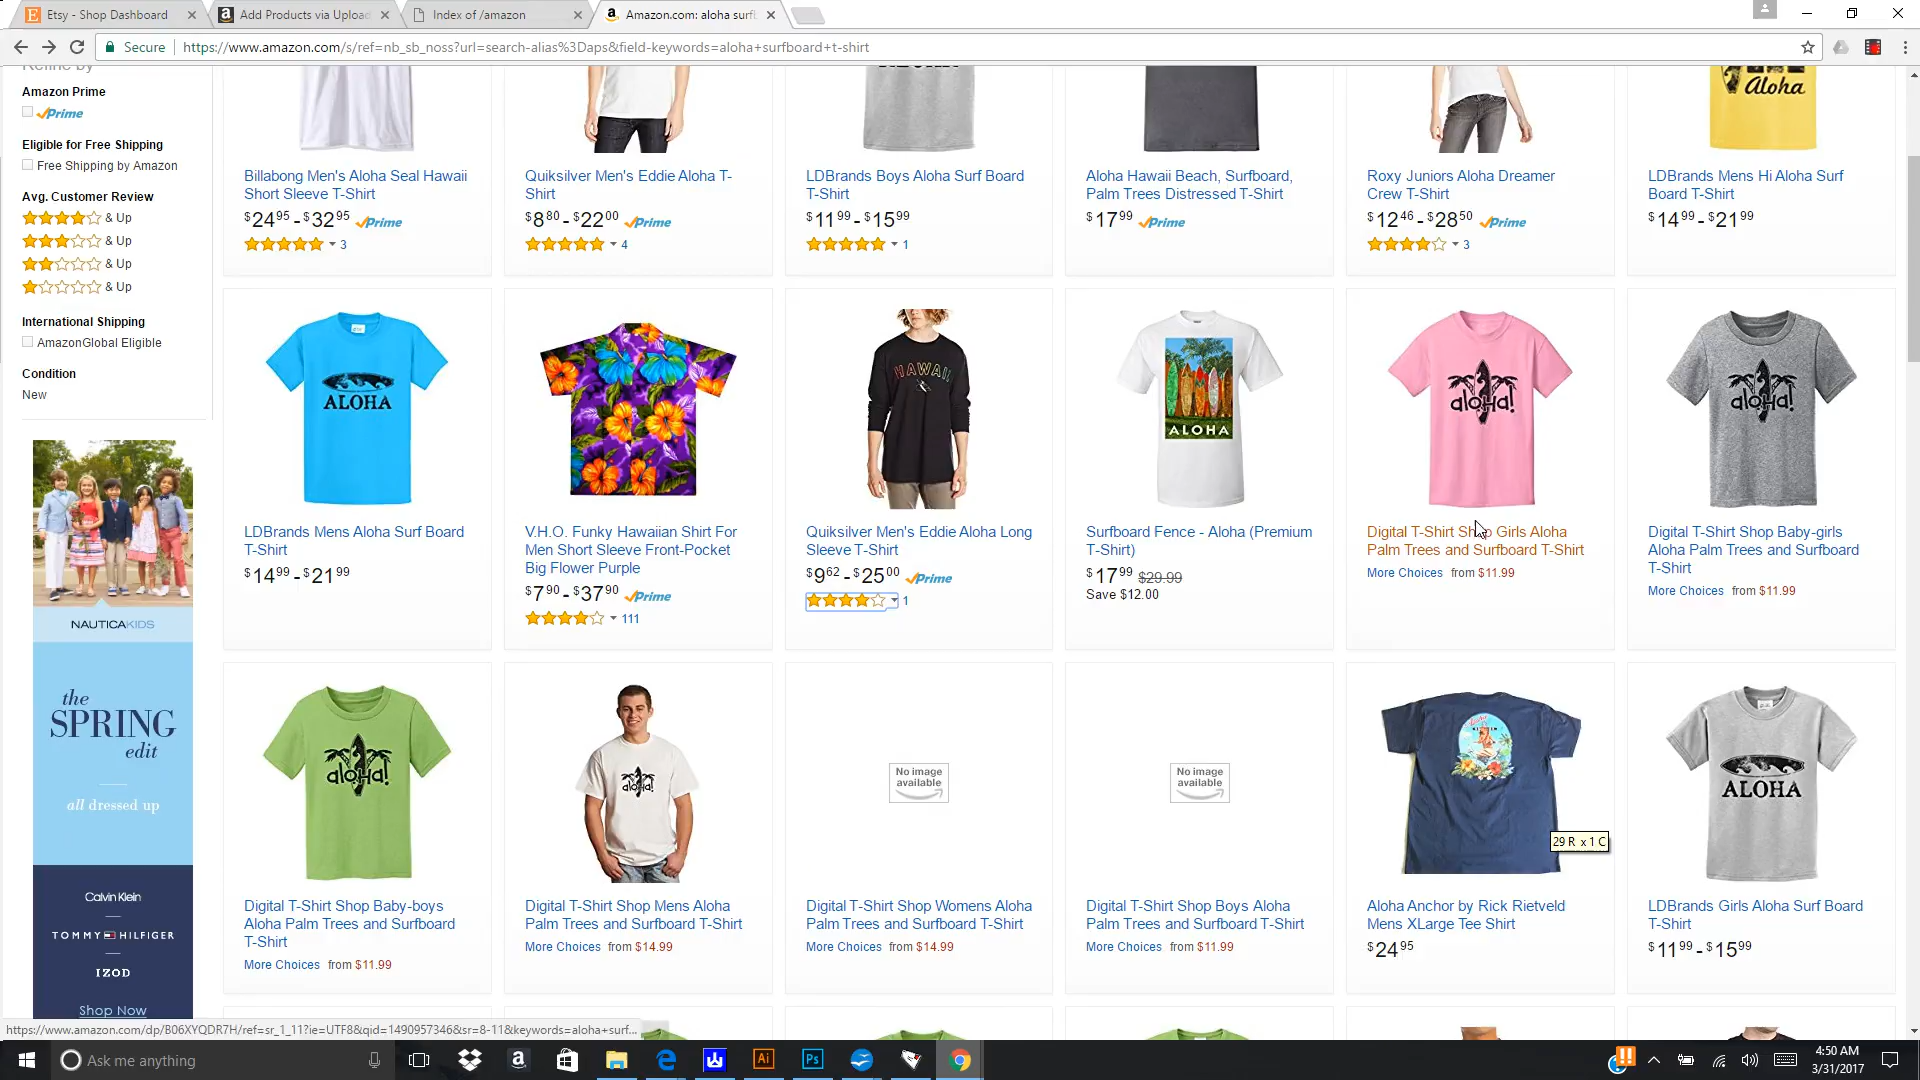 Etsy - Shop Dashboard
Add Products via Upload
Index of /amazon
Amazon.com: aloha surfb
Secure
https://www.amazon.com/s/ref=nb_sb_noss?url=search-alias%3Daps&field-keywords=aloha+surfboard+t-shirt
Refine by
Amazon Prime
Prime
Eligible for Free Shipping
Free Shipping by Amazon
Avg. Customer Review
& Up
& Up
& Up
& Up
International Shipping
AmazonGlobal Eligible
Condition
New
NAUTICAKIDS
the
SPRING
edit
all dressed up
Calvin Klein
TOMMY HILFIGER
IZOD
Shop Now
Aloha
Billabong Men's Aloha Seal Hawaii
Short Sleeve T-Shirt
$24.95 - $32.95 Prime
3
Quiksilver Men's Eddie Aloha T-
Shirt
$8.80 - $22.00 Prime
4
LDBrands Boys Aloha Surf Board
T-Shirt
$11.99 - $15.99
1
Aloha Hawaii Beach, Surfboard,
Palm Trees Distressed T-Shirt
$17.99 Prime
Roxy Juniors Aloha Dreamer
Crew T-Shirt
$12.46 - $28.50 Prime
3
LDBrands Mens Hi Aloha Surf
Board T-Shirt
$14.99 - $21.99
ALOHA
LDBrands Mens Aloha Surf Board
T-Shirt
$14.99 - $21.99
V.H.O. Funky Hawaiian Shirt For
Men Short Sleeve Front-Pocket
Big Flower Purple
$7.90 - $37.90 Prime
111
HAWAII
Quiksilver Men's Eddie Aloha Long
Sleeve T-Shirt
$9.62 - $25.00 Prime
1
ALOHA
Surfboard Fence - Aloha (Premium
T-Shirt)
$17.99 $29.99
Save $12.00
aloha!
Digital T-Shirt Shop Girls Aloha
Palm Trees and Surfboard T-Shirt
More Choices from $11.99
aloha!
Digital T-Shirt Shop Baby-girls
Aloha Palm Trees and Surfboard
T-Shirt
More Choices from $11.99
aloha!
Digital T-Shirt Shop Baby-boys
Aloha Palm Trees and Surfboard
T-Shirt
More Choices from $11.99
aloha!
Digital T-Shirt Shop Mens Aloha
Palm Trees and Surfboard T-Shirt
More Choices from $14.99
No image
available
Digital T-Shirt Shop Womens Aloha
Palm Trees and Surfboard T-Shirt
More Choices from $14.99
No image
available
Digital T-Shirt Shop Boys Aloha
Palm Trees and Surfboard T-Shirt
More Choices from $11.99
29 R x 1 C
Aloha Anchor by Rick Rietveld
Mens XLarge Tee Shirt
$24.95
ALOHA
LDBrands Girls Aloha Surf Board
T-Shirt
$11.99 - $15.99
https://www.amazon.com/dp/B06XYQDR7H/ref=sr_1_11?ie=UTF8&qid=1490957346&sr=8-11&keywords=aloha+surf...
Ask me anything
Ai
Ps
4:50 AM
3/31/2017